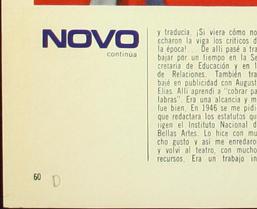 NOVO
continúa
y traducía. ¡Si viera cómo no
echaron la viga los críticos d
la época! . . De allí pasé a tra
bajar por un tiempo en la Se
cretaría de Educación y en l
de Relaciones. También tra
bajé en publicidad con August
Elías. Allí aprendí a "cobrar pa
labras". Era una alcancía y m
fue bien. En 1946 se me pidi
que redactara los estatutos qu
rigen el Instituto Nacional d
Bellas Artes. Lo hice con mu
cho gusto y así me enredaro
y volví al teatro, con mucho
recursos. Era un trabajo in
60 D